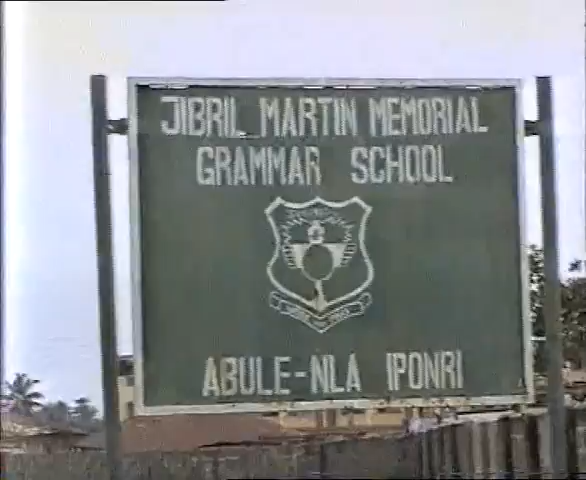 JIBRIL MARTIN MEMORIAL
GRAMMAR SCHOOL
ABULE-NLA IPONRI